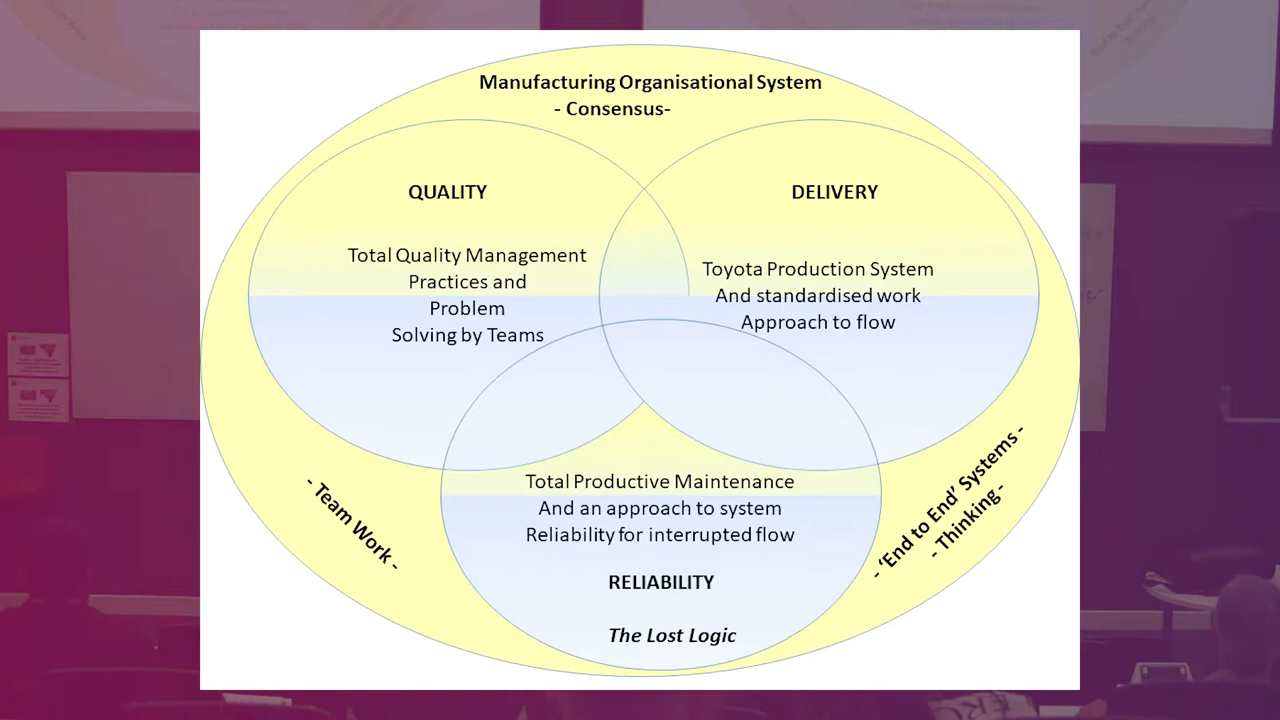 Manufacturing Organisational System
- Consensus-
QUALITY
Total Quality Management
Practices and
Problem
Solving by Teams
DELIVERY
Toyota Production System
And standardised work
Approach to flow
Total Productive Maintenance
And an approach to system
Reliability for interrupted flow
RELIABILITY
The Lost Logic
- Team Work -
- ‘End to End’ Systems -
- Thinking -